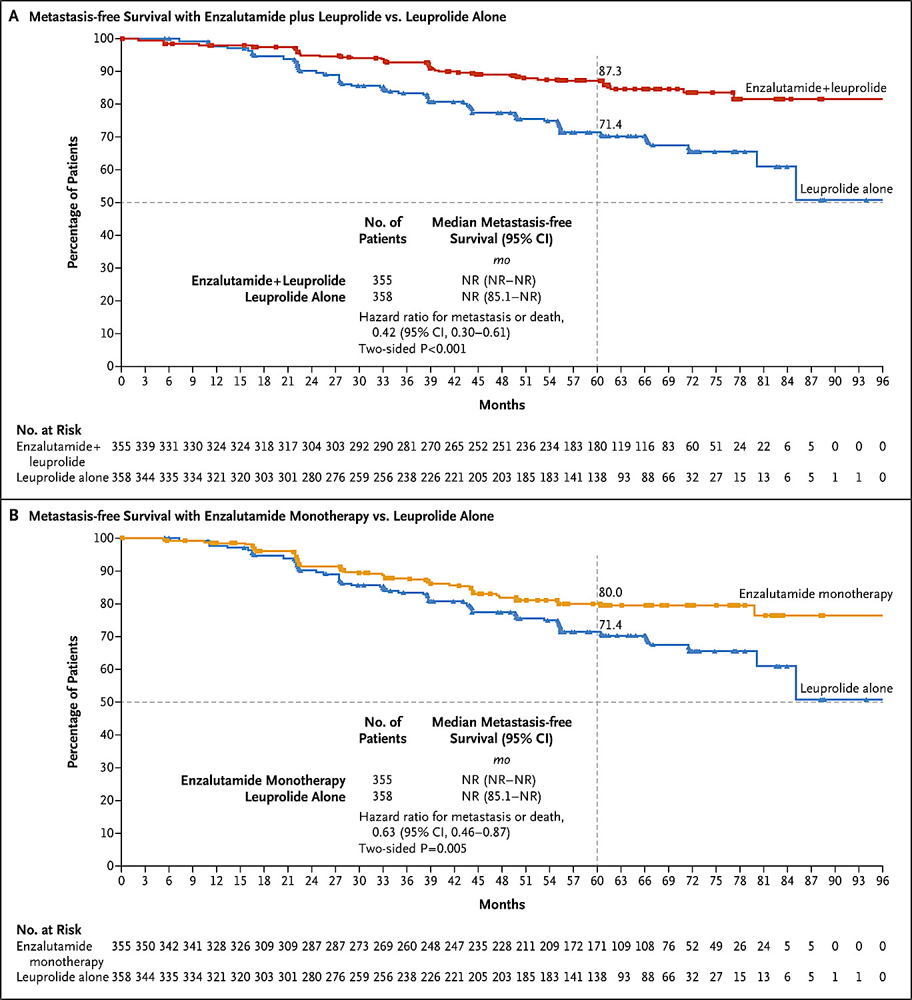 A Metastasis-free Survival with Enzalutamide plus Leuprolide vs. Leuprolide Alone
100
90
80
70
60
50
40
30
20
10
0
Percentage of Patients
87.3
71.4
Enzalutamide+leuprolide
Leuprolide alone
No. of Patients
Median Metastasis-free Survival (95% CI)
mo
Enzalutamide+Leuprolide 355 NR (NR–NR)
Leuprolide Alone 358 NR (85.1–NR)
Hazard ratio for metastasis or death,
0.42 (95% CI, 0.30–0.61)
Two-sided P<0.001
0 3 6 9 12 15 18 21 24 27 30 33 36 39 42 45 48 51 54 57 60 63 66 69 72 75 78 81 84 87 90 93 96
Months
No. at Risk
Enzalutamide+
leuprolide
355 339 331 330 324 324 318 317 304 303 292 290 281 270 265 252 251 236 234 183 180 119 116 83 60 51 24 22 6 5 0 0 0
Leuprolide alone 358 344 335 334 321 320 303 301 280 276 259 256 238 226 221 205 203 185 183 141 138 93 88 66 32 27 15 13 6 5 1 1 0
B Metastasis-free Survival with Enzalutamide Monotherapy vs. Leuprolide Alone
100
90
80
70
60
50
40
30
20
10
0
Percentage of Patients
80.0
71.4
Enzalutamide monotherapy
Leuprolide alone
No. of Patients
Median Metastasis-free Survival (95% CI)
mo
Enzalutamide Monotherapy 355 NR (NR–NR)
Leuprolide Alone 358 NR (85.1–NR)
Hazard ratio for metastasis or death,
0.63 (95% CI, 0.46–0.87)
Two-sided P=0.005
0 3 6 9 12 15 18 21 24 27 30 33 36 39 42 45 48 51 54 57 60 63 66 69 72 75 78 81 84 87 90 93 96
Months
No. at Risk
Enzalutamide
monotherapy
355 350 342 341 328 326 309 309 287 287 273 269 260 248 247 235 228 211 209 172 171 109 108 76 52 49 26 24 5 5 0 0 0
Leuprolide alone 358 344 335 334 321 320 303 301 280 276 259 256 238 226 221 205 203 185 183 141 138 93 88 66 32 27 15 13 6 5 1 1 0